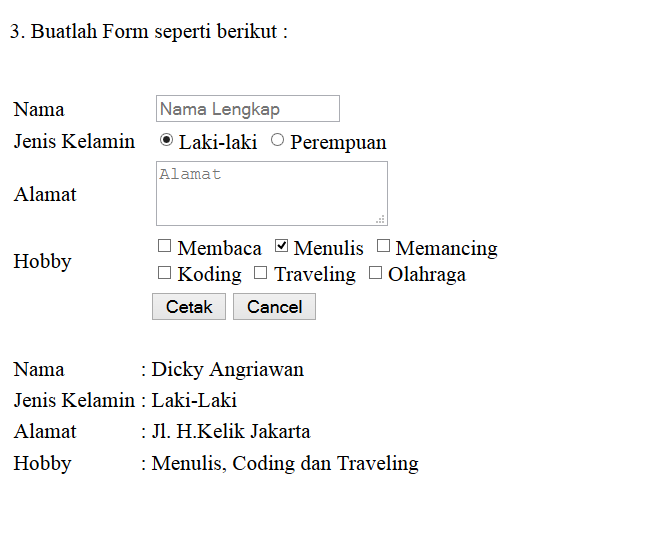 3. Buatlah Form seperti berikut :
Nama Nama Lengkap
Jenis Kelamin Laki-laki Perempuan
Alamat Alamat
Hobby Membaca Menulis Memancing
Koding Traveling Olahraga
Cetak Cancel
Nama : Dicky Angriawan
Jenis Kelamin : Laki-Laki
Alamat : Jl. H.Kelik Jakarta
Hobby : Menulis, Coding dan Traveling